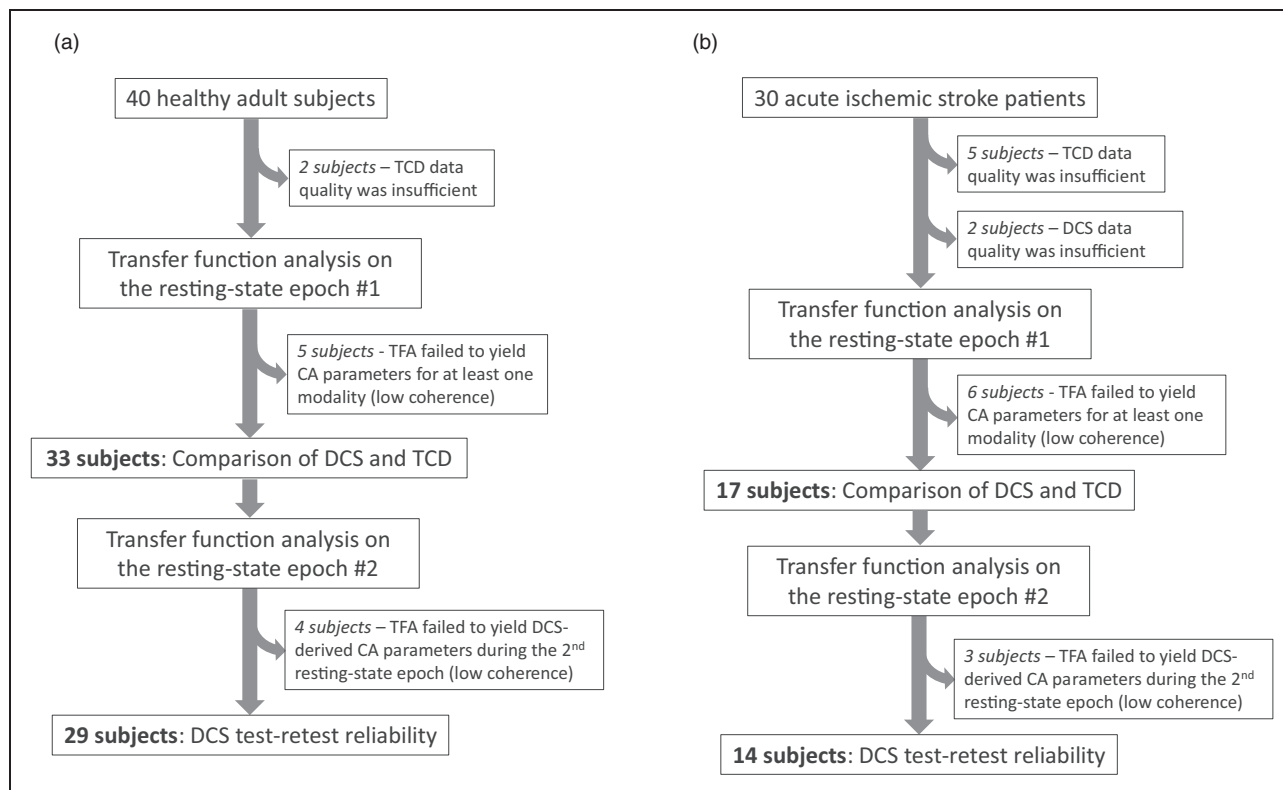 (a)
40 healthy adult subjects
2 subjects – TCD data
quality was insufficient
Transfer function analysis on
the resting-state epoch #1
5 subjects - TFA failed to yield
CA parameters for at least one
modality (low coherence)
33 subjects: Comparison of DCS and TCD
Transfer function analysis on
the resting-state epoch #2
4 subjects – TFA failed to yield DCS-
derived CA parameters during the 2nd
resting-state epoch (low coherence)
29 subjects: DCS test-retest reliability
(b)
30 acute ischemic stroke patients
5 subjects – TCD data
quality was insufficient
2 subjects – DCS data
quality was insufficient
Transfer function analysis on
the resting-state epoch #1
6 subjects - TFA failed to yield
CA parameters for at least one
modality (low coherence)
17 subjects: Comparison of DCS and TCD
Transfer function analysis on
the resting-state epoch #2
3 subjects – TFA failed to yield DCS-
derived CA parameters during the 2nd
resting-state epoch (low coherence)
14 subjects: DCS test-retest reliability